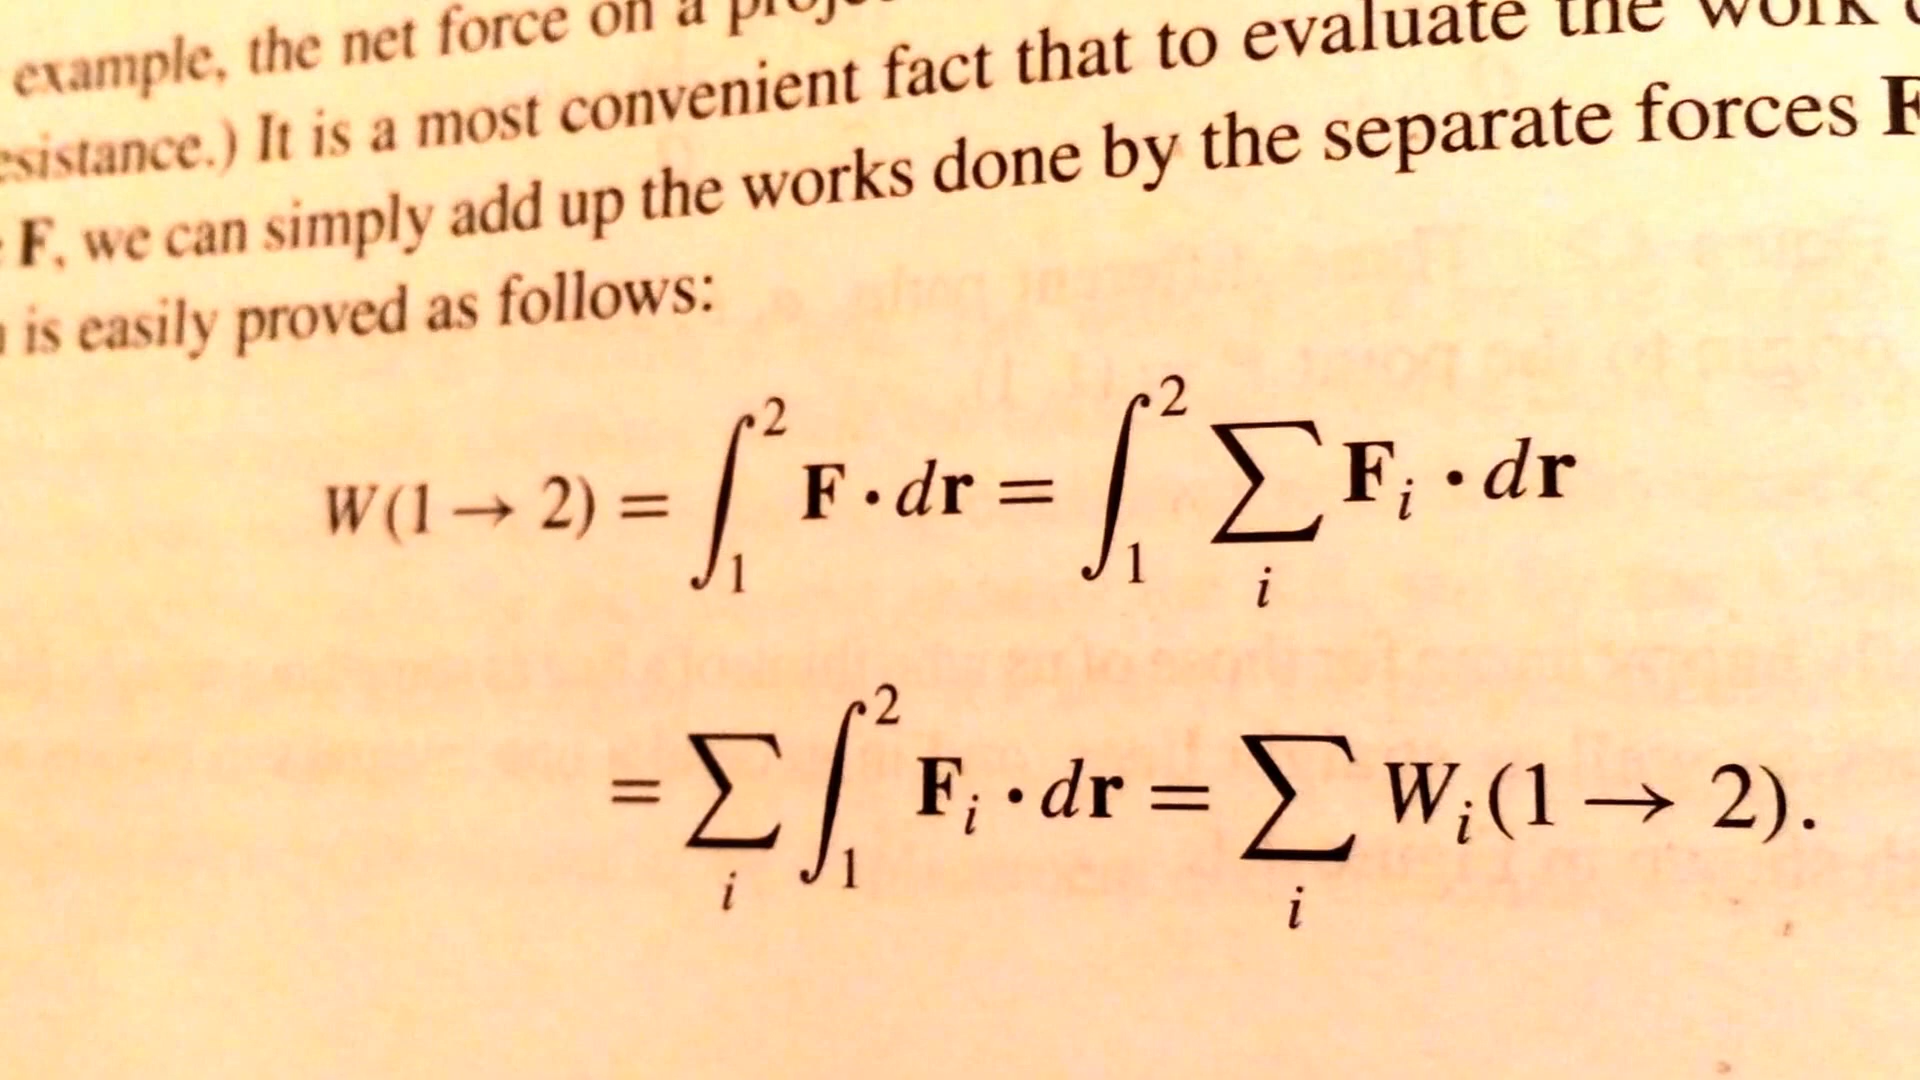 example, the net force on a
It is a most convenient fact that to evaluate the work
F, we can simply add up the works done by the separate forces F
is easily proved as follows:
W(1 → 2) = ∫₁² F · dr = ∫₁² ∑ᵢ Fᵢ · dr
= ∑ᵢ ∫₁² Fᵢ · dr = ∑ᵢ Wᵢ(1 → 2).